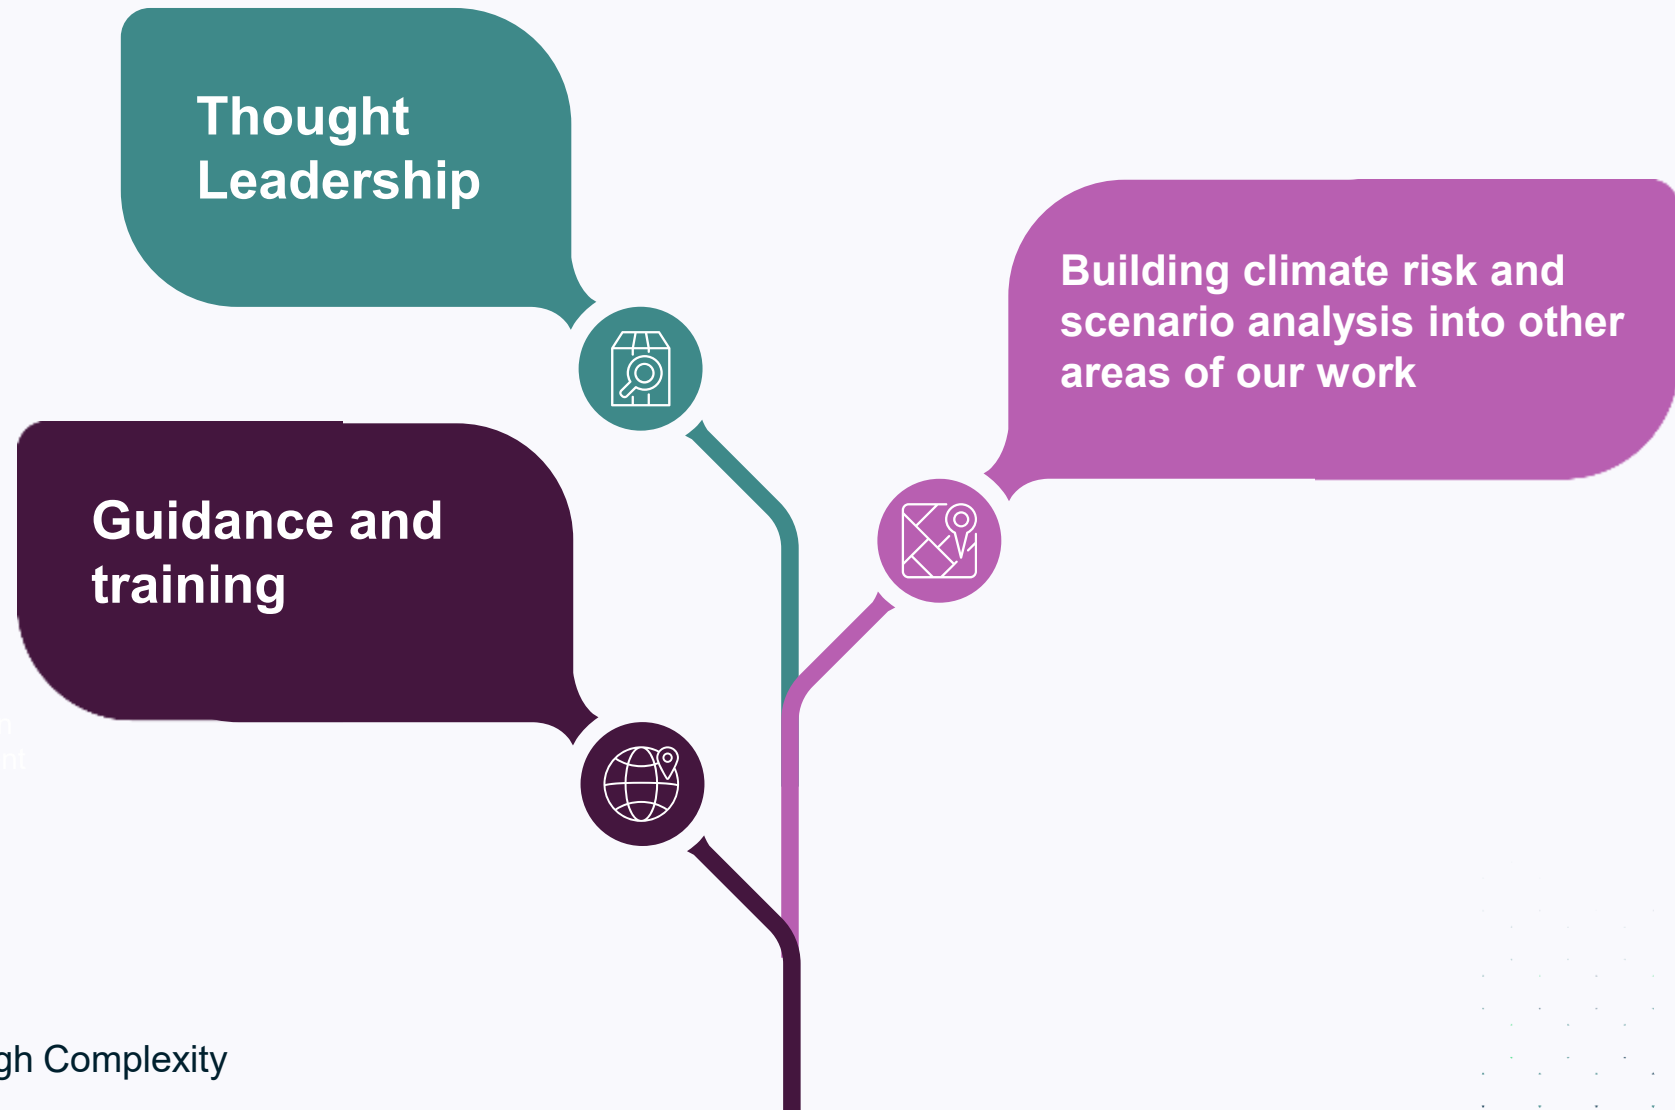 Thought
Leadership
Building climate risk and
scenario analysis into other
areas of our work
Guidance and
training
gh Complexity